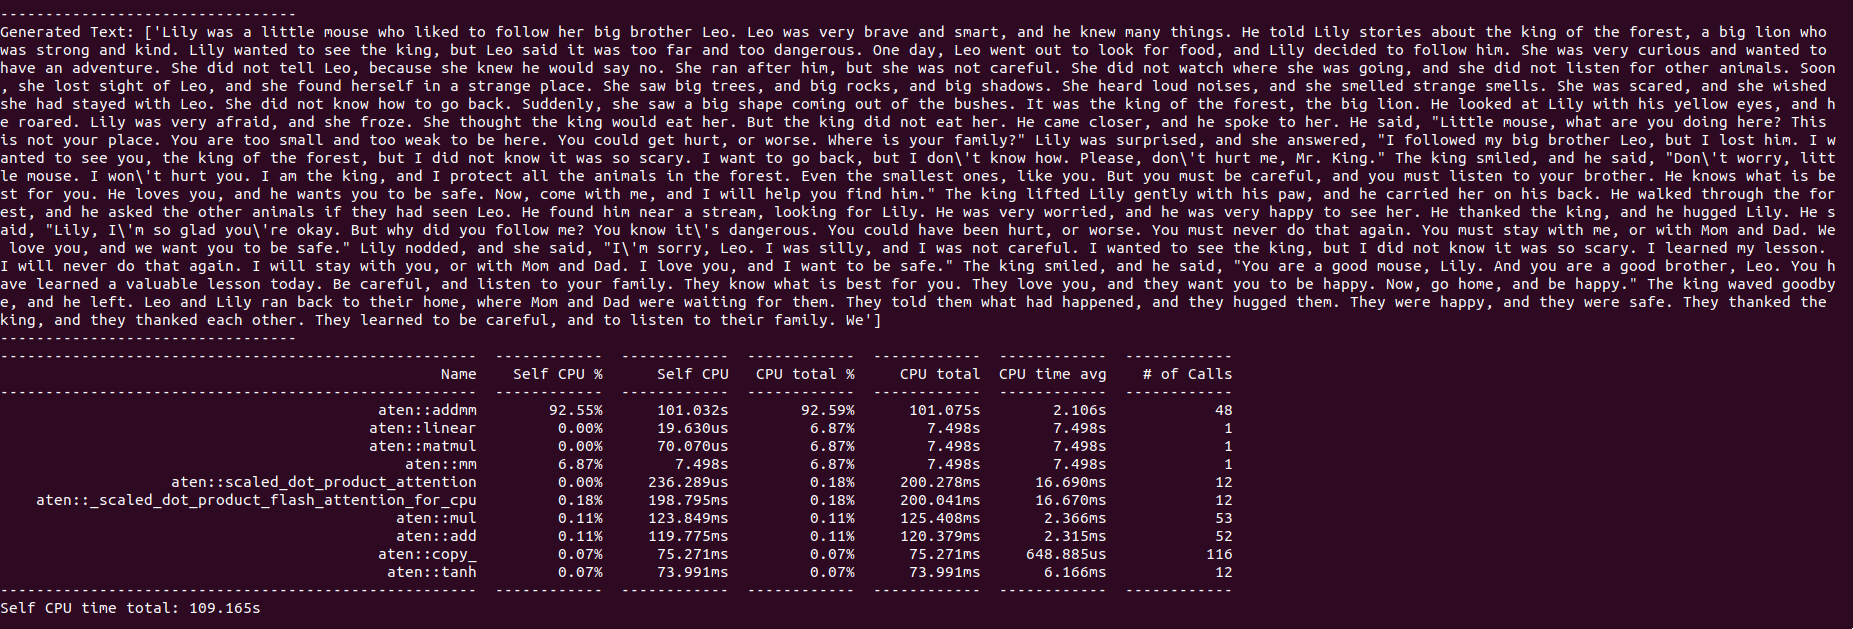 ---------------------------------
Generated Text: ['Lily was a little mouse who liked to follow her big brother Leo. Leo was very brave and smart, and he knew many things. He told Lily stories about the king of the forest, a big lion who
was strong and kind. Lily wanted to see the king, but Leo said it was too far and too dangerous. One day, Leo went out to look for food, and Lily decided to follow him. She was very curious and wanted to
have an adventure. She did not tell Leo, because she knew he would say no. She ran after him, but she was not careful. She did not watch where she was going, and she did not listen for other animals. Soon
, she lost sight of Leo, and she found herself in a strange place. She saw big trees, and big rocks, and big shadows. She heard loud noises, and she smelled strange smells. She was scared, and she wished
she had stayed with Leo. She did not know how to go back. Suddenly, she saw a big shape coming out of the bushes. It was the king of the forest, the big lion. He looked at Lily with his yellow eyes, and h
e roared. Lily was very afraid, and she froze. She thought the king would eat her. But the king did not eat her. He came closer, and he spoke to her. He said, "Little mouse, what are you doing here? This
is not your place. You are too small and too weak to be here. You could get hurt, or worse. Where is your family?" Lily was surprised, and she answered, "I followed my big brother Leo, but I lost him. I w
anted to see you, the king of the forest, but I did not know it was so scary. I want to go back, but I don\'t know how. Please, don\'t hurt me, Mr. King." The king smiled, and he said, "Don\'t worry, litt
le mouse. I won\'t hurt you. I am the king, and I protect all the animals in the forest. Even the smallest ones, like you. But you must be careful, and you must listen to your brother. He knows what is be
st for you. He loves you, and he wants you to be safe. Now, come with me, and I will help you find him." The king lifted Lily gently with his paw, and he carried her on his back. He walked through the for
est, and he asked the other animals if they had seen Leo. He found him near a stream, looking for Lily. He was very worried, and he was very happy to see her. He thanked the king, and he hugged Lily. He s
aid, "Lily, I\'m so glad you\'re okay. But why did you follow me? You know it\'s dangerous. You could have been hurt, or worse. You must never do that again. You must stay with me, or with Mom and Dad. We
 love you, and we want you to be safe." Lily nodded, and she said, "I\'m sorry, Leo. I was silly, and I was not careful. I wanted to see the king, but I did not know it was so scary. I learned my lesson.
I will never do that again. I will stay with you, or with Mom and Dad. I love you, and I want to be safe." The king smiled, and he said, "You are a good mouse, Lily. And you are a good brother, Leo. You h
ave learned a valuable lesson today. Be careful, and listen to your family. They know what is best for you. They love you, and they want you to be happy. Now, go home, and be happy." The king waved goodby
e, and he left. Leo and Lily ran back to their home, where Mom and Dad were waiting for them. They told them what had happened, and they hugged them. They were happy, and they were safe. They thanked the
king, and they thanked each other. They learned to be careful, and to listen to their family. We']
---------------------------------
-----------------------------------------------------  ------------  ------------  ------------  ------------  ------------  ------------
Name  Self CPU %  Self CPU  CPU total %  CPU total  CPU time avg  # of Calls
-----------------------------------------------------  ------------  ------------  ------------  ------------  ------------  ------------
aten::addmm  92.55%  101.032s  92.59%  101.075s  2.106s  48
aten::linear  0.00%  19.630us  6.87%  7.498s  7.498s  1
aten::matmul  0.00%  70.070us  6.87%  7.498s  7.498s  1
aten::mm  6.87%  7.498s  6.87%  7.498s  7.498s  1
aten::scaled_dot_product_attention  0.00%  236.289us  0.18%  200.278ms  16.690ms  12
aten::_scaled_dot_product_flash_attention_for_cpu  0.18%  198.795ms  0.18%  200.041ms  16.670ms  12
aten::mul  0.11%  123.849ms  0.11%  125.408ms  2.366ms  53
aten::add  0.11%  119.775ms  0.11%  120.379ms  2.315ms  52
aten::copy_  0.07%  75.271ms  0.07%  75.271ms  648.885us  116
aten::tanh  0.07%  73.991ms  0.07%  73.991ms  6.166ms  12
-----------------------------------------------------  ------------  ------------  ------------  ------------  ------------  ------------
Self CPU time total: 109.165s